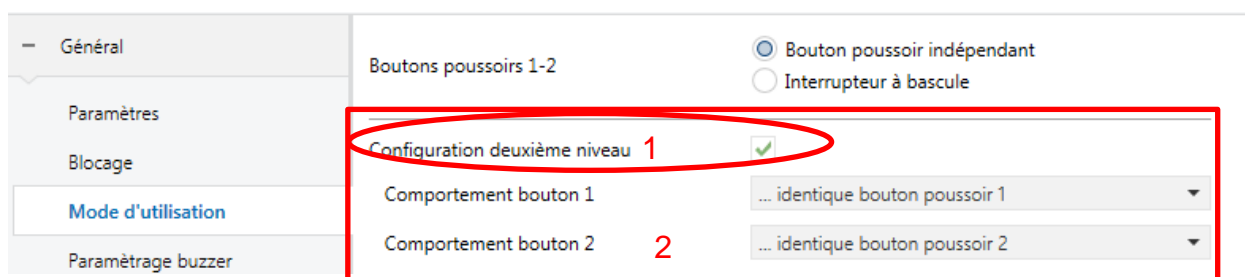 − Général
Paramètres
Blocage
Mode d'utilisation
Paramètrage buzzer
Boutons poussoirs 1-2
Bouton poussoir indépendant
Interrupteur à bascule
Configuration deuxième niveau 1
Comportement bouton 1
... identique bouton poussoir 1
Comportement bouton 2
2
... identique bouton poussoir 2